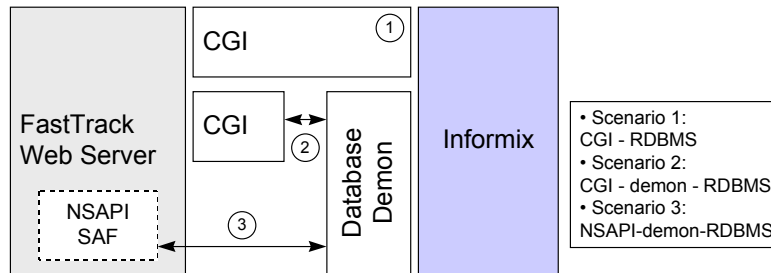 CGI
1
FastTrack
Web Server
CGI
2
Database
Demon
Informix
NSAPI
SAF
3
• Scenario 1:
CGI - RDBMS
• Scenario 2:
CGI - demon - RDBMS
• Scenario 3:
NSAPI-demon-RDBMS